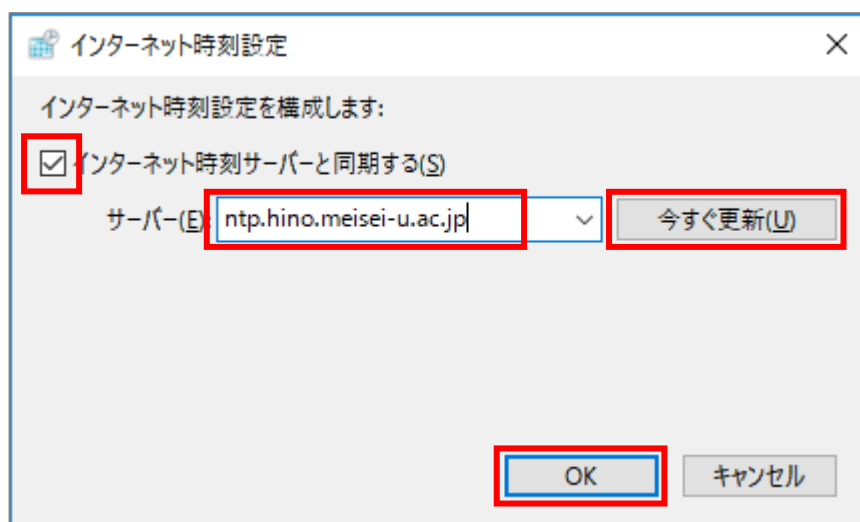 インターネット時刻設定
インターネット時刻設定を構成します:
インターネット時刻サーバーと同期する(S)
サーバー(E): ntp.hino.meisei-u.ac.jp 今すぐ更新(U)
OK キャンセル